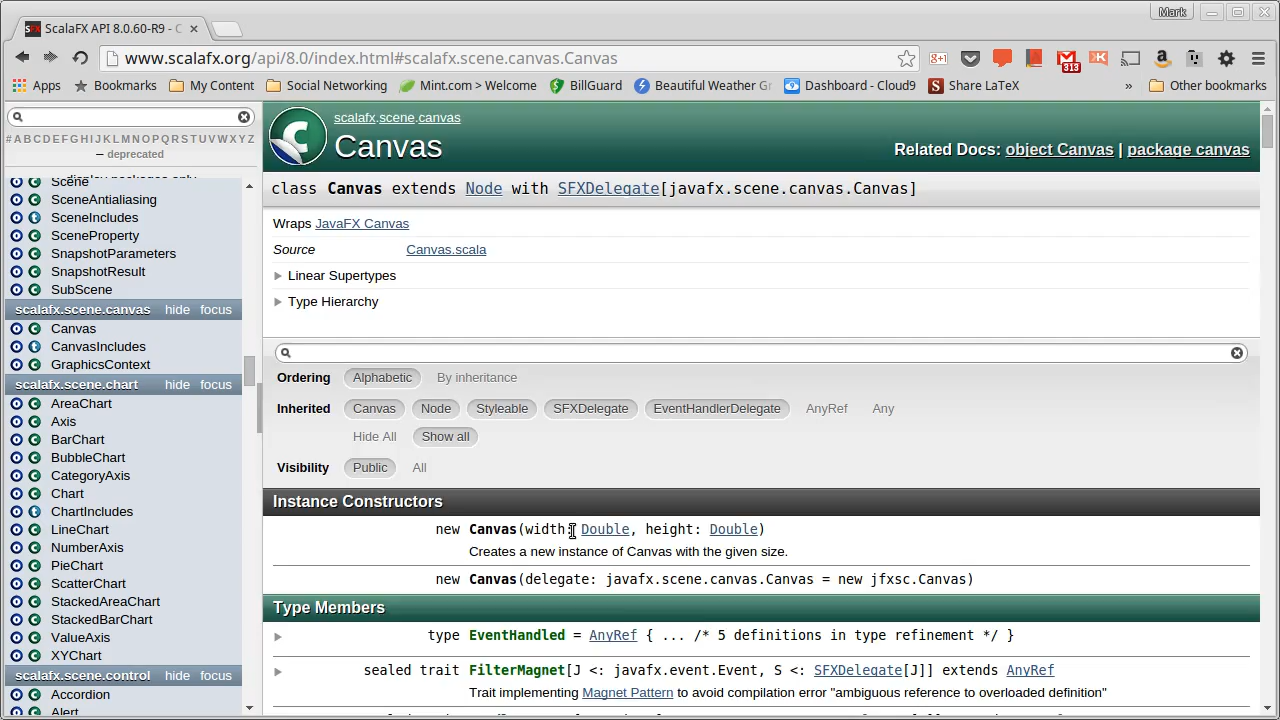 Mark
SFX ScalaFX API 8.0.60-R9 - C
www.scalafx.org/api/8.0/index.html#scalafx.scene.canvas.Canvas
313
Apps Bookmarks My Content Social Networking Mint.com > Welcome BillGuard Beautiful Weather Gr Dashboard - Cloud9 Share LaTeX » Other bookmarks
# A B C D E F G H I J K L M N O P Q R S T U V W X Y Z
– deprecated
display packages only
Scene
SceneAntialiasing
SceneIncludes
SceneProperty
SnapshotParameters
SnapshotResult
SubScene
scalafx.scene.canvas hide focus
Canvas
CanvasIncludes
GraphicsContext
scalafx.scene.chart hide focus
AreaChart
Axis
BarChart
BubbleChart
CategoryAxis
Chart
ChartIncludes
LineChart
NumberAxis
PieChart
ScatterChart
StackedAreaChart
StackedBarChart
ValueAxis
XYChart
scalafx.scene.control hide focus
Accordion
Alert
scalafx.scene.canvas
Canvas
Related Docs: object Canvas | package canvas
class Canvas extends Node with SFXDelegate[javafx.scene.canvas.Canvas]
Wraps JavaFX Canvas
Source Canvas.scala
Linear Supertypes
Type Hierarchy
Ordering Alphabetic By inheritance
Inherited Canvas Node Styleable SFXDelegate EventHandlerDelegate AnyRef Any
Hide All Show all
Visibility Public All
Instance Constructors
new Canvas(width: Double, height: Double)
Creates a new instance of Canvas with the given size.
new Canvas(delegate: javafx.scene.canvas.Canvas = new jfxsc.Canvas)
Type Members
type EventHandled = AnyRef { ... /* 5 definitions in type refinement */ }
sealed trait FilterMagnet[J <: javafx.event.Event, S <: SFXDelegate[J]] extends AnyRef
Trait implementing Magnet Pattern to avoid compilation error "ambiguous reference to overloaded definition"